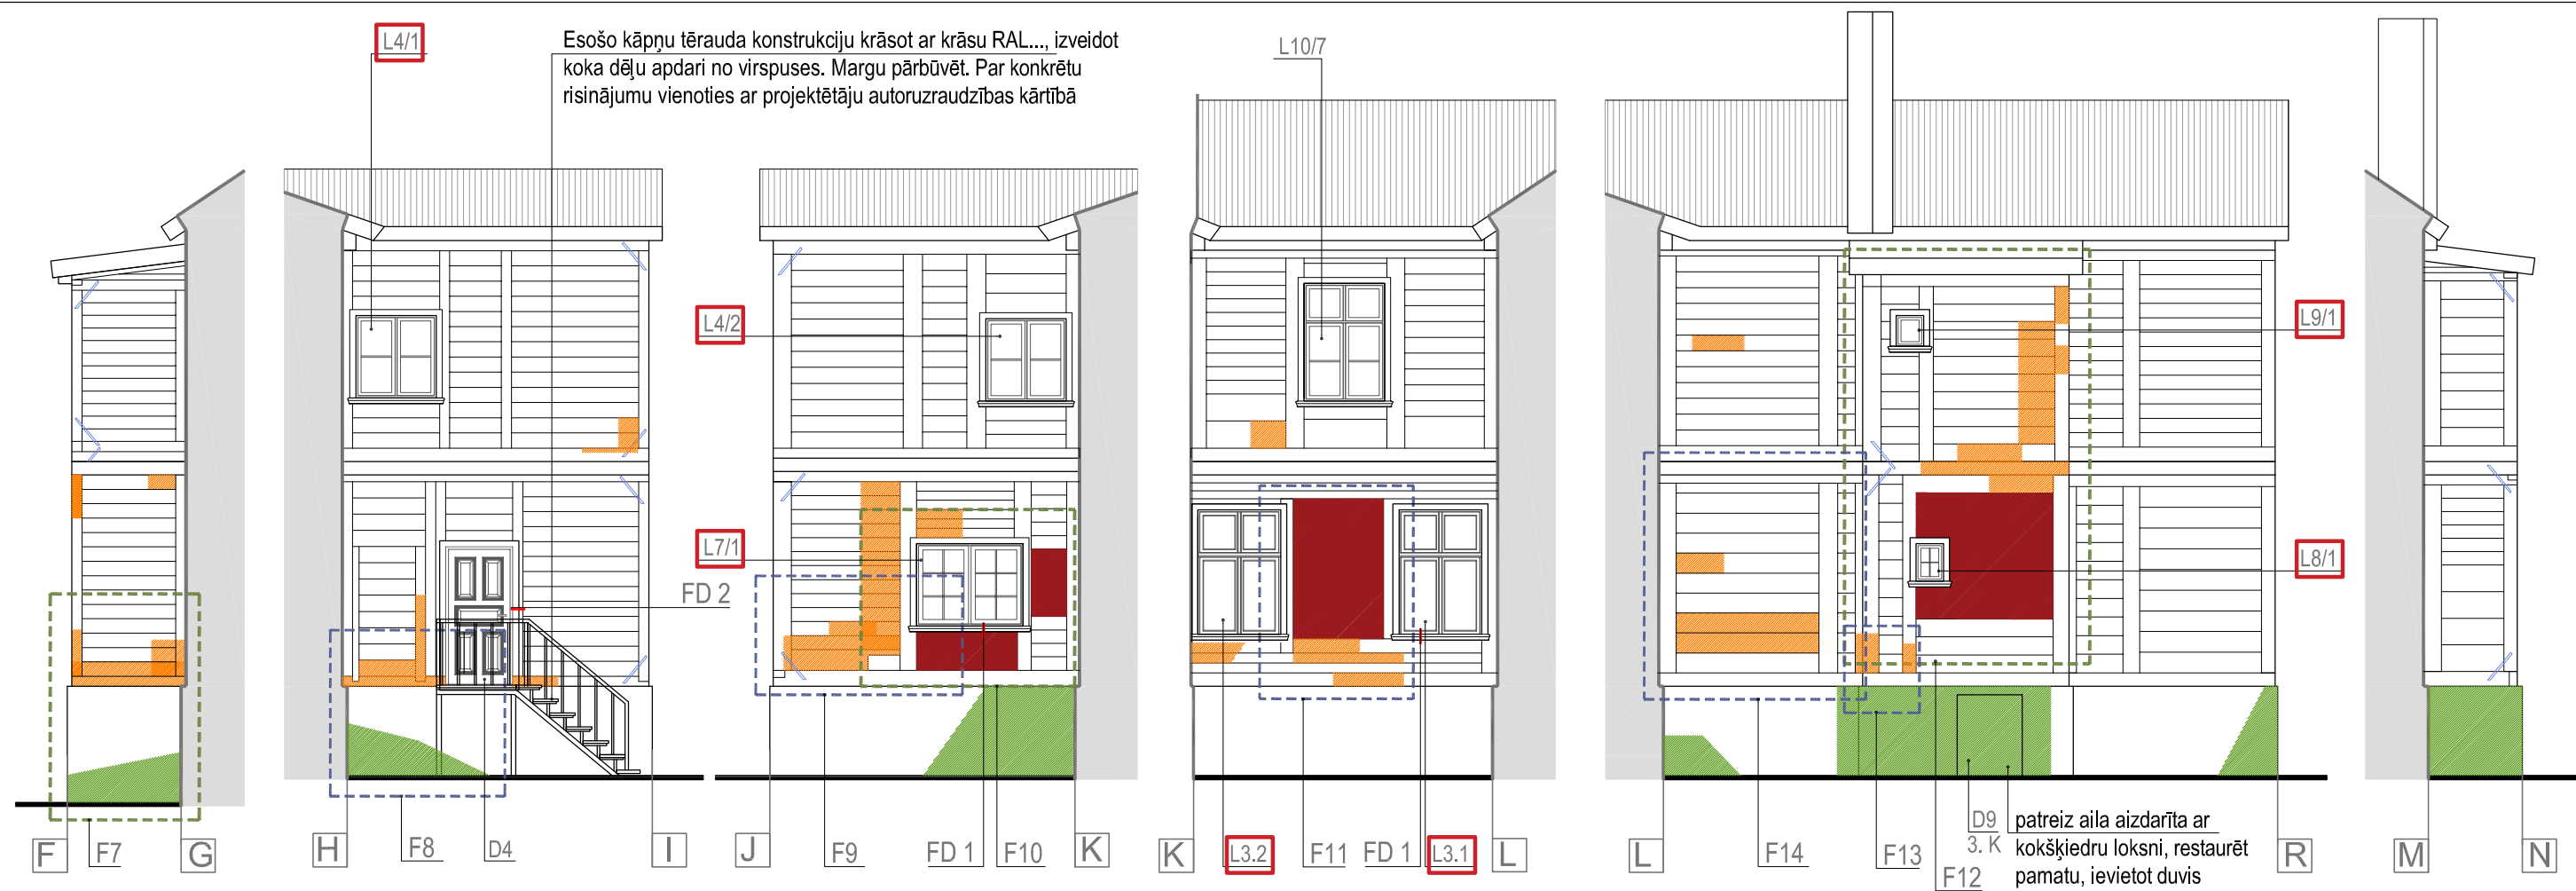 L4/1
Esošo kāpņu tērauda konstrukciju krāsot ar krāsu RAL..., izveidot
koka dēļu apdari no virspuses. Margu pārbūvēt. Par konkrētu
risinājumu vienoties ar projektētāju autoruzraudzības kārtībā
L10/7
L4/2
L9/1
L7/1
FD 2
L8/1
F
F7
G
H
F8
D4
I
J
F9
FD 1
F10
K
K
L3.2
F11
FD 1
L3.1
L
L
F14
F13
F12
D9
3. K
patreiz aila aizdarīta ar
kokšķiedru loksni, restaurēt
pamatu, ievietot duvis
R
M
N